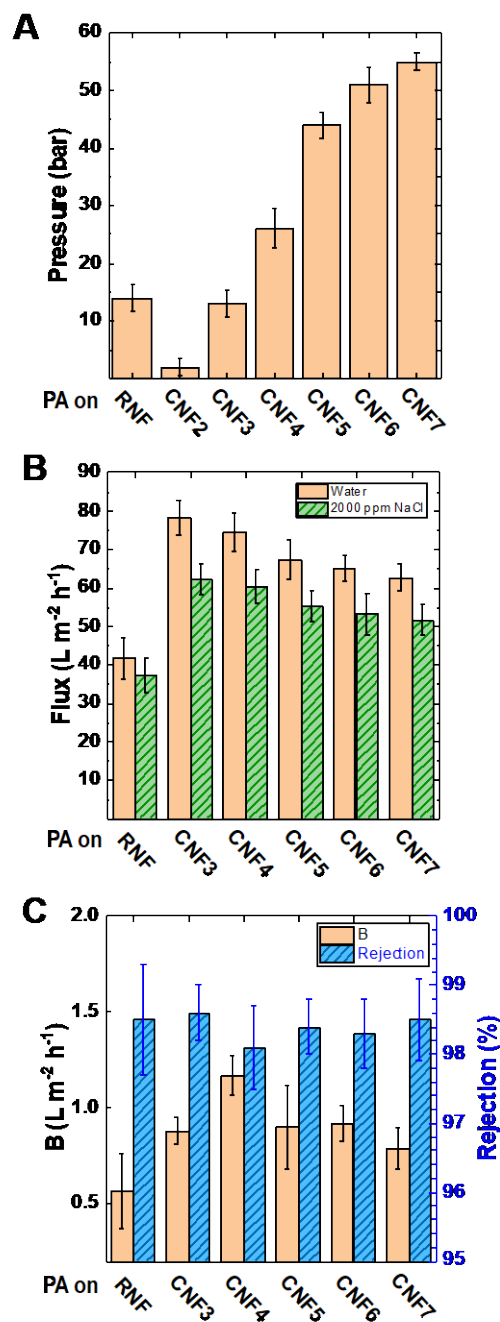 A
60
50
40
30
20
10
Pressure (bar)
PA on
RNF
CNF2
CNF3
CNF4
CNF5
CNF6
CNF7
B
90
80
70
60
50
40
30
20
10
Flux (L m⁻² h⁻¹)
Water
2000 ppm NaCl
PA on
RNF
CNF3
CNF4
CNF5
CNF6
CNF7
C
2.0
1.5
1.0
0.5
B (L m⁻² h⁻¹)
B
Rejection
100
99
98
97
96
95
Rejection (%)
PA on
RNF
CNF3
CNF4
CNF5
CNF6
CNF7